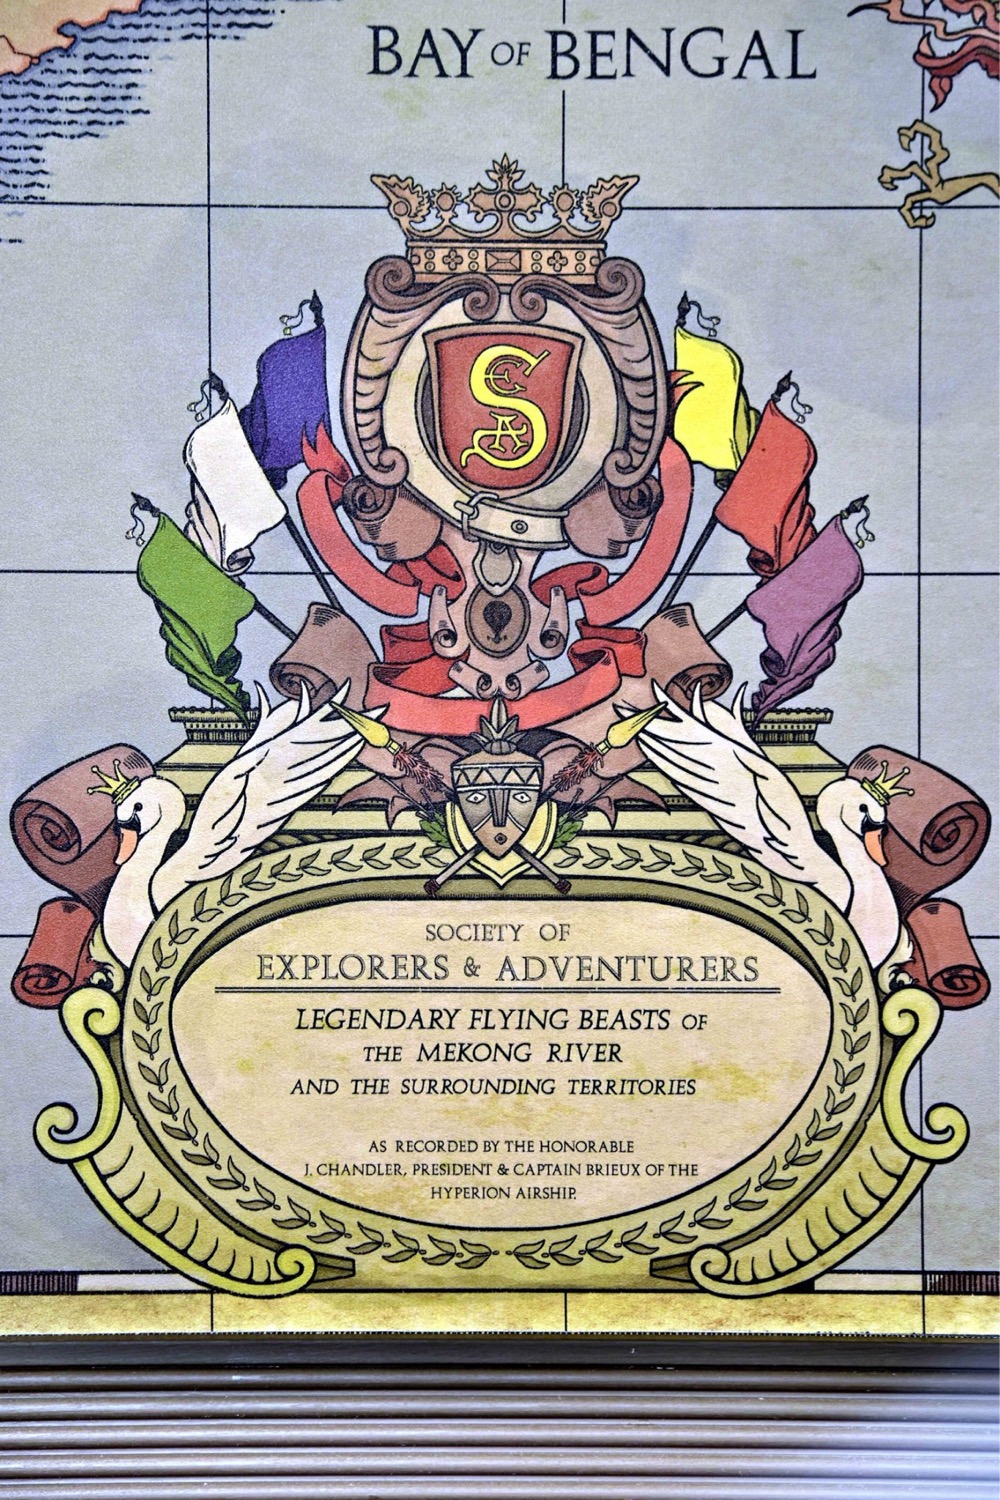 BAY OF BENGAL
SEA
SOCIETY OF
EXPLORERS & ADVENTURERS
LEGENDARY FLYING BEASTS OF
THE MEKONG RIVER
AND THE SURROUNDING TERRITORIES
AS RECORDED BY THE HONORABLE
J. CHANDLER, PRESIDENT & CAPTAIN BRIEUX OF THE
HYPERION AIRSHIP.